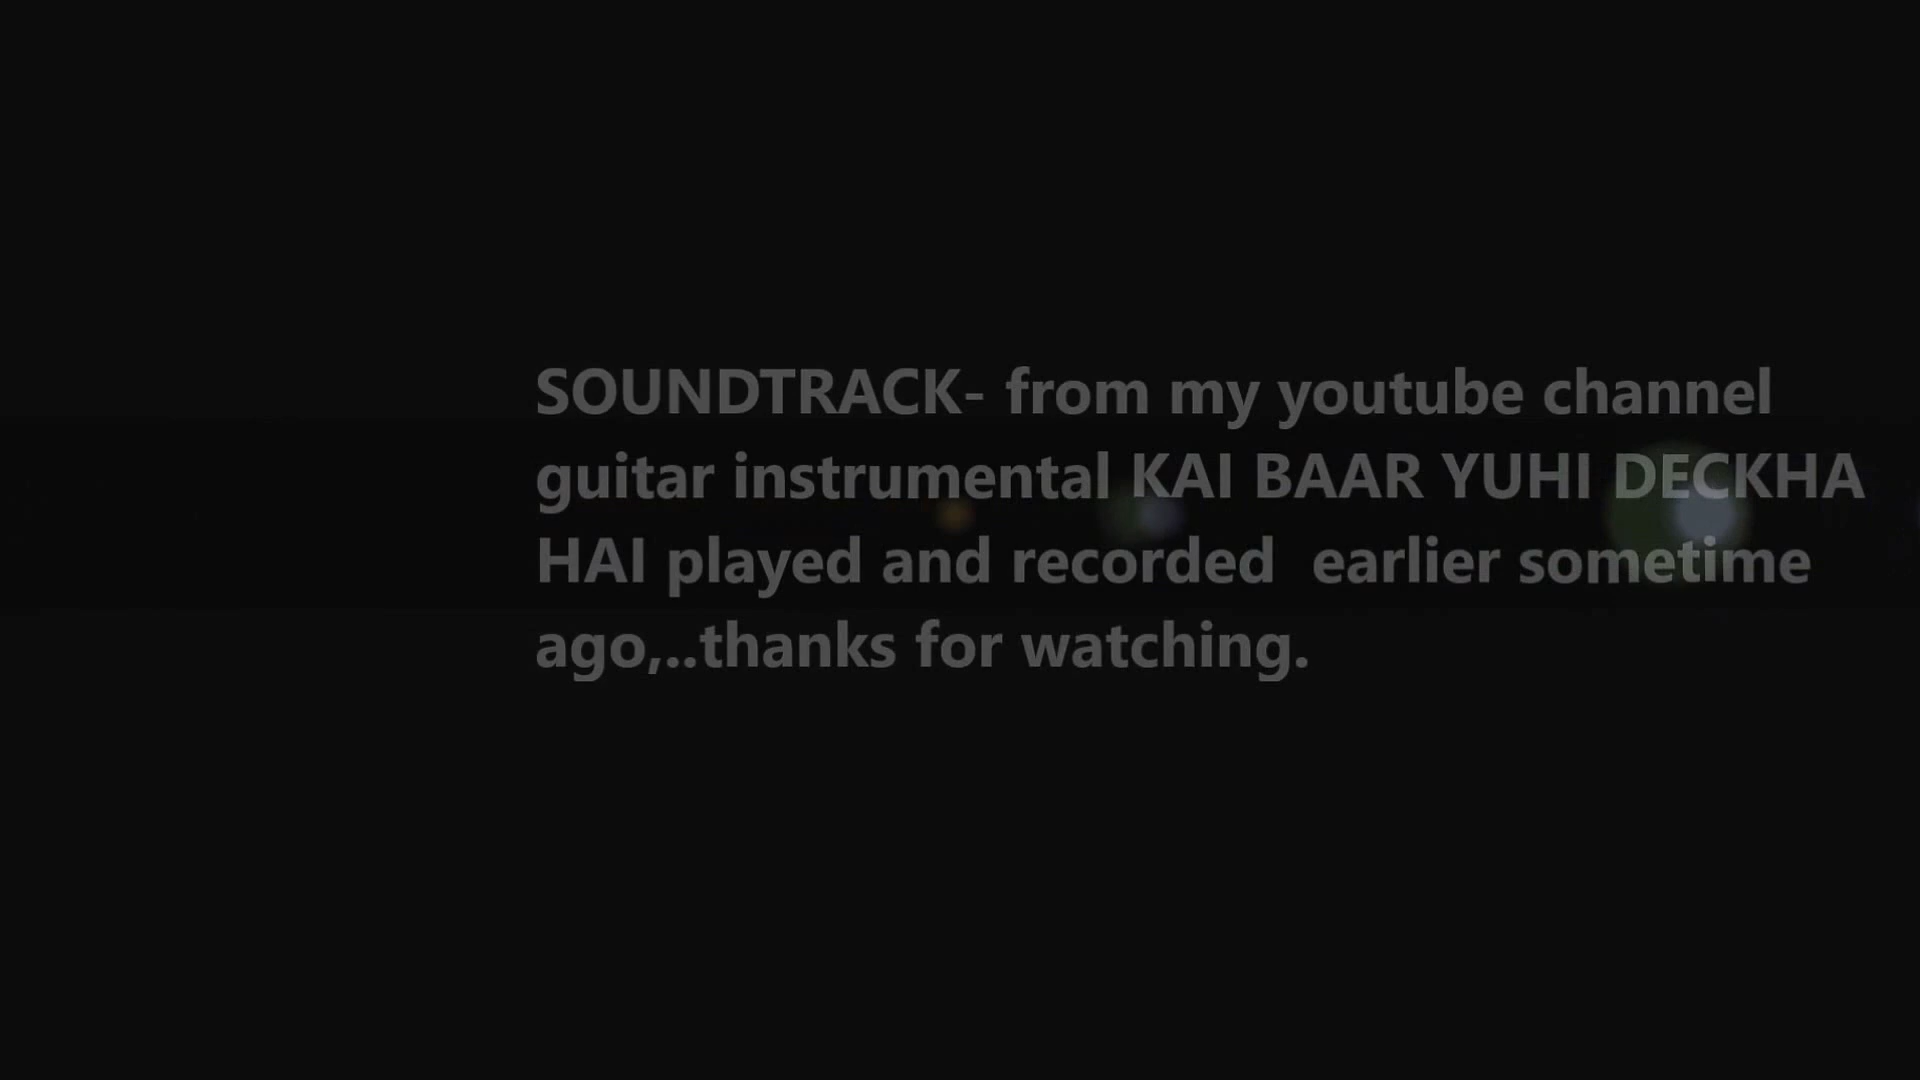 SOUNDTRACK- from my youtube channel
guitar instrumental KAI BAAR YUHI DECKHA
HAI played and recorded  earlier sometime
ago,..thanks for watching.